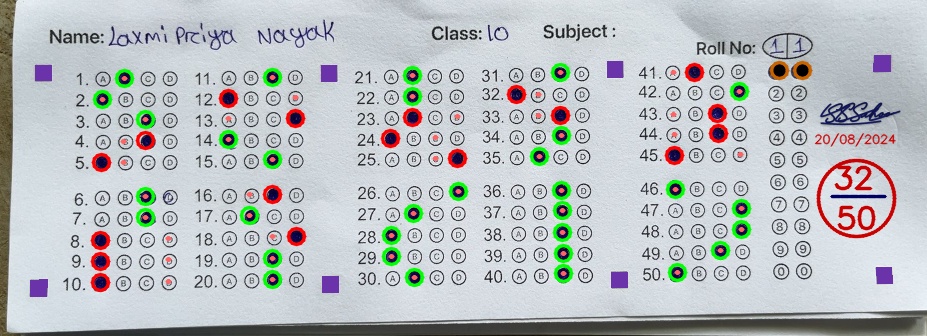 Name: Laxmi Priya Nayak Class: 10 Subject :
Roll No: 1 1
1. A B C D 11. A B C D 21. A B C D 31. A B C D 41. A B C D
2. A B C D 12. A B C D 22. A B C D 32. A B C D 42. A B C D 2 2
3. A B C D 13. A B C D 23. A B C D 33. A B C D 43. A B C D 3 3
4. A B C D 14. A B C D 24. A B C D 34. A B C D 44. A B C D 4 4
20/08/2024
5. A B C D 15. A B C D 25. A B C D 35. A B C D 45. A B C D 5 5
6. A B C D 16. A B C D 26. A B C D 36. A B C D 46. A B C D 6 6
32
50
7. A B C D 17. A B C D 27. A B C D 37. A B C D 47. A B C D 7 7
8. A B C D 18. A B C D 28. A B C D 38. A B C D 48. A B C D 8 8
9. A B C D 19. A B C D 29. A B C D 39. A B C D 49. A B C D 9 9
10. A B C D 20. A B C D 30. A B C D 40. A B C D 50. A B C D 0 0